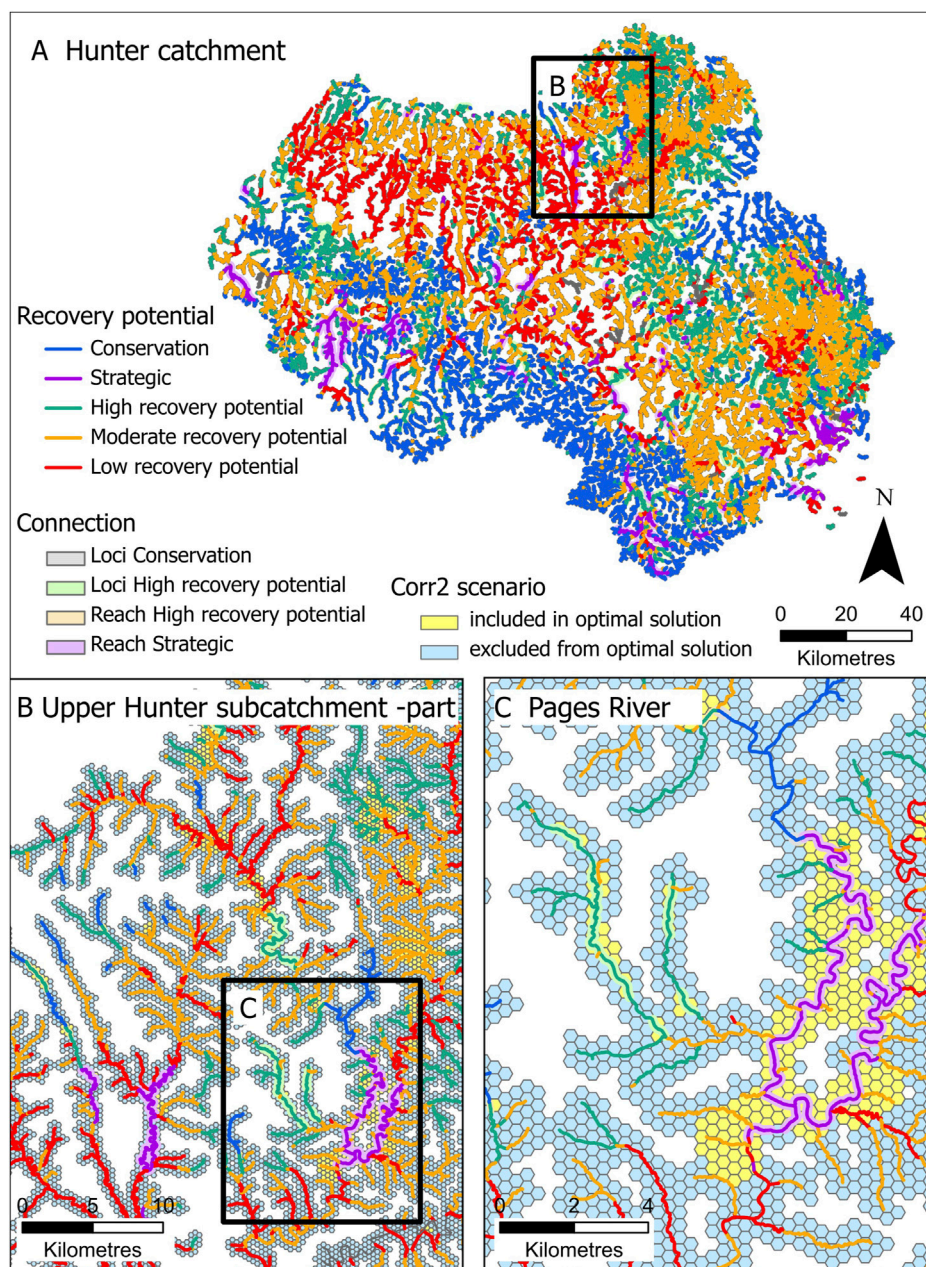 A Hunter catchment
B
Recovery potential
Conservation
Strategic
High recovery potential
Moderate recovery potential
Low recovery potential
Connection
Loci Conservation
Loci High recovery potential
Reach High recovery potential
Reach Strategic
Corr2 scenario
included in optimal solution
excluded from optimal solution
N
0 20 40
Kilometres
B Upper Hunter subcatchment -part
C
0 5 10
Kilometres
C Pages River
0 2 4
Kilometres